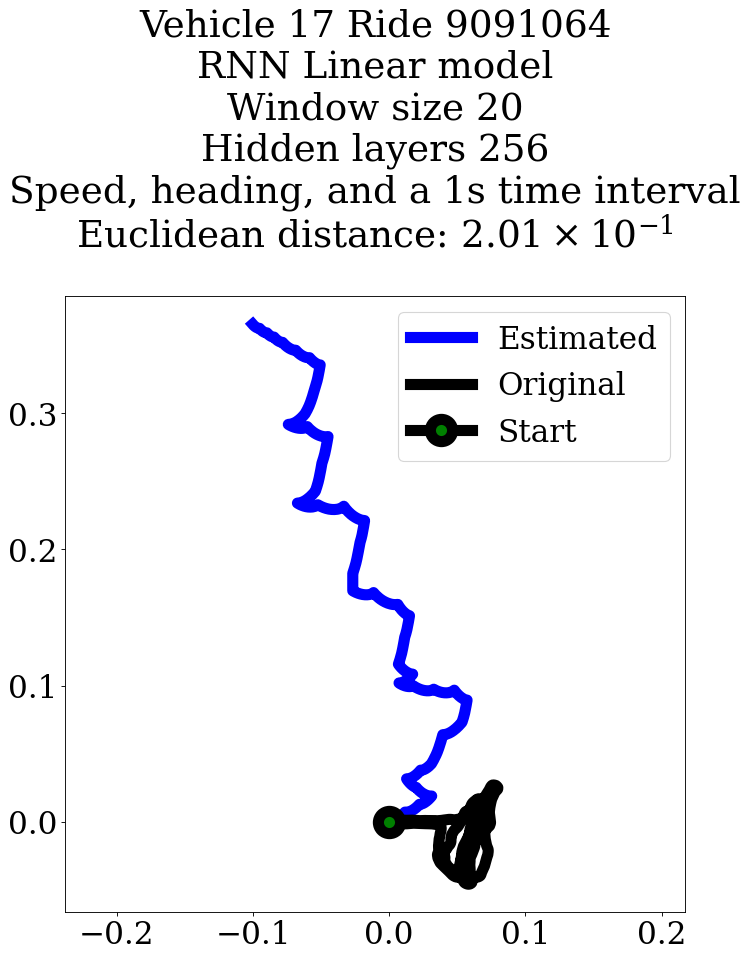 Vehicle 17 Ride 9091064
RNN Linear model
Window size 20
Hidden layers 256
Speed, heading, and a 1s time interval
Euclidean distance: 2.01 × 10⁻¹
Estimated
Original
Start
0.3
0.2
0.1
0.0
−0.2 −0.1 0.0 0.1 0.2